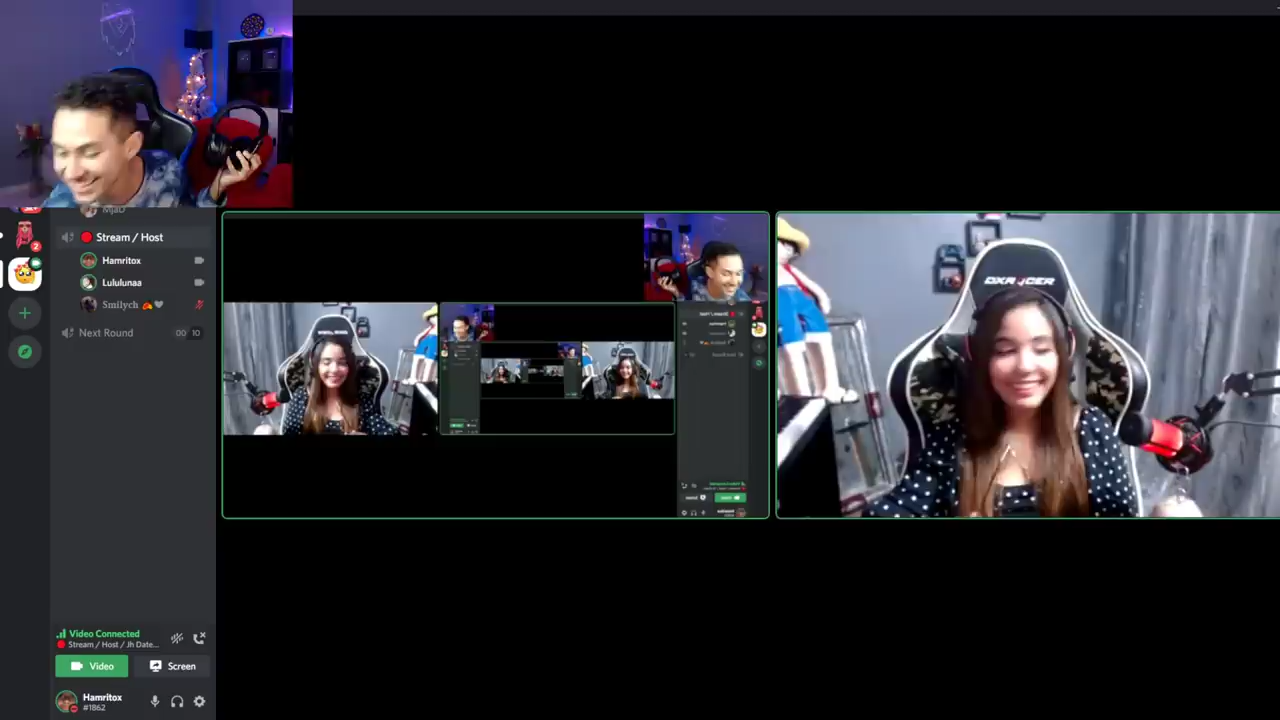 Stream / Host
2
Hamritox
Lululunaa
Smilych
Next Round
00 10
DXRACER
Video Connected
Stream / Host / Jh Date...
Video
Screen
Hamritox
#1862